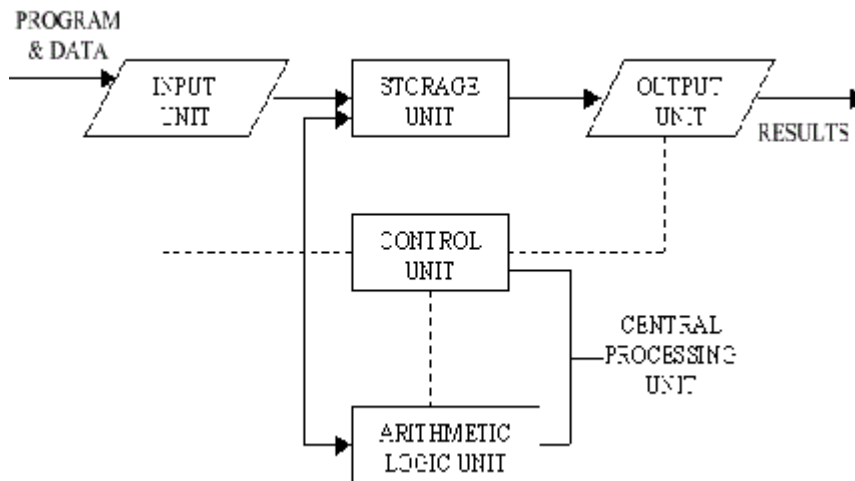 PROGRAM
& DATA
INPUT
UNIT
STORAGE
UNIT
OUTPUT
UNIT
RESULTS
CONTROL
UNIT
CENTRAL
PROCESSING
UNIT
ARITHMETIC
LOGIC UNIT